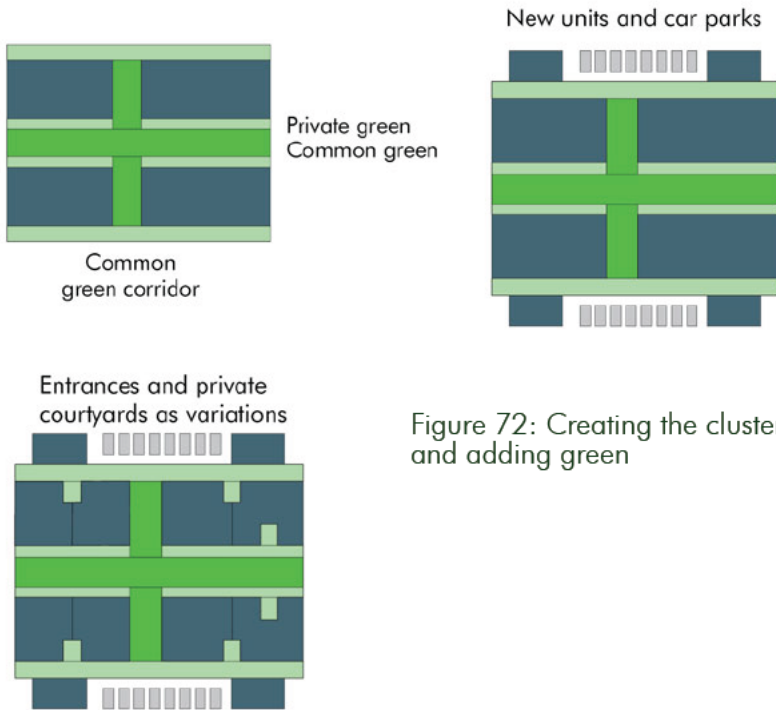 New units and car parks
Private green
Common green
Common
green corridor
Entrances and private
courtyards as variations
Figure 72: Creating the cluster
and adding green